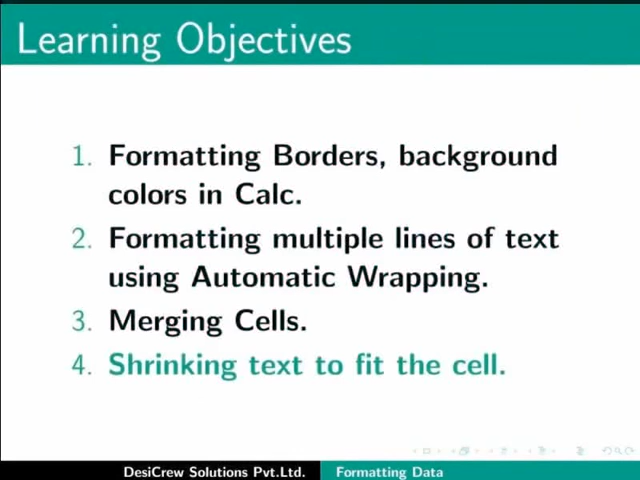 Learning Objectives
1. Formatting Borders, background
colors in Calc.
2. Formatting multiple lines of text
using Automatic Wrapping.
3. Merging Cells.
4. Shrinking text to fit the cell.
DesiCrew Solutions Pvt.Ltd. Formatting Data